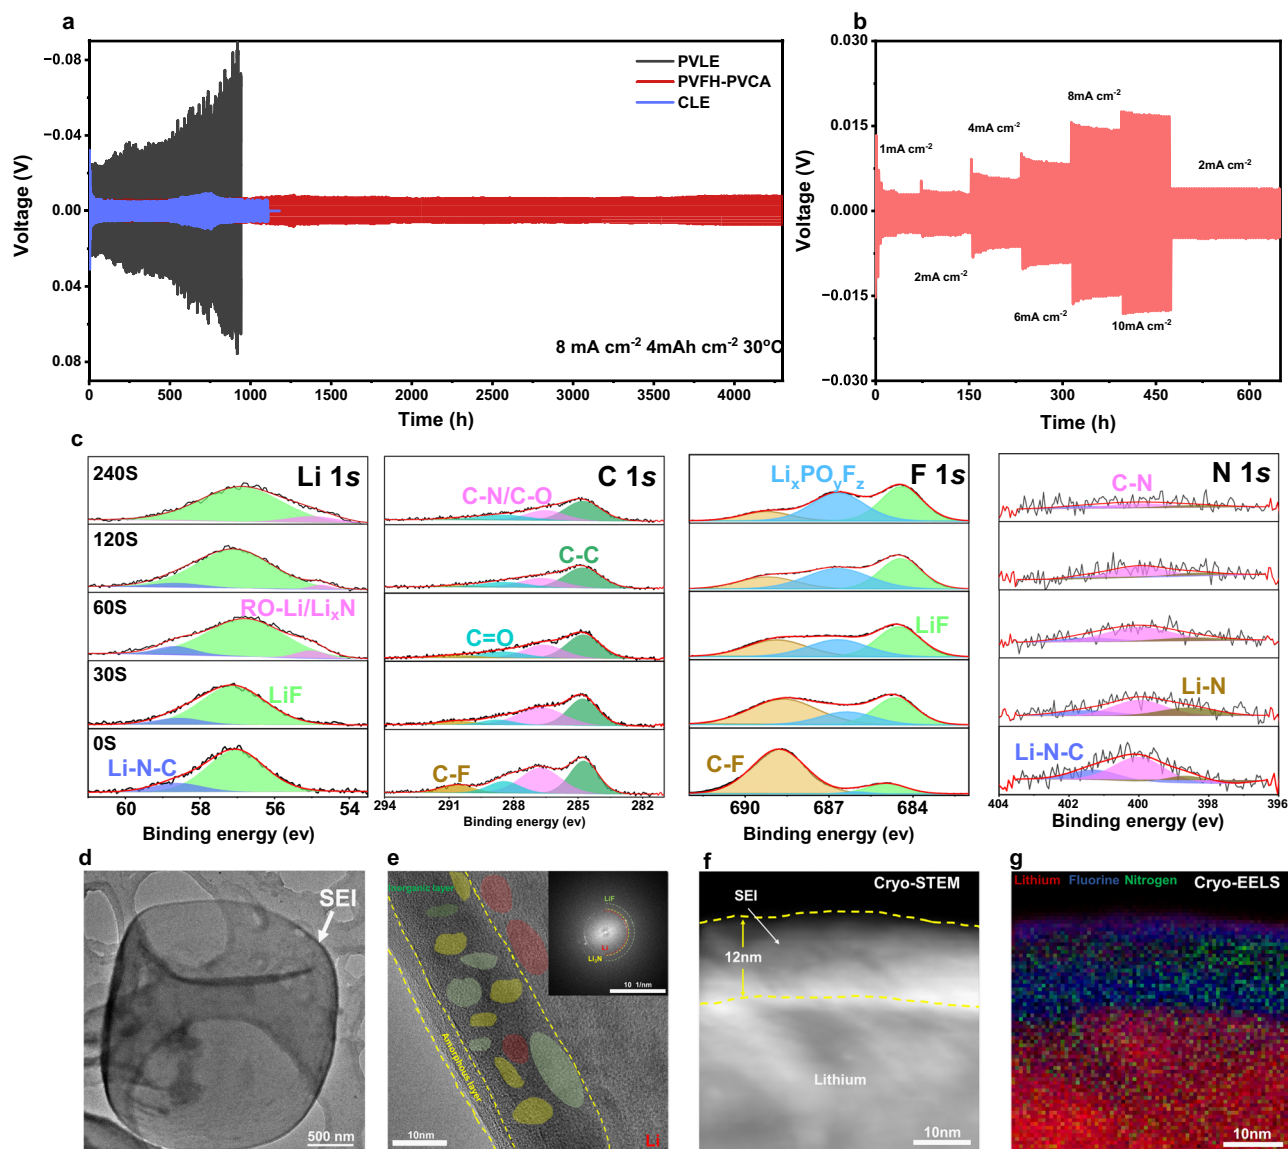 a
−0.08
−0.04
0.00
0.04
0.08
Voltage (V)
PVLE
PVFH-PVCA
CLE
8 mA cm⁻² 4mAh cm⁻² 30°C
0 500 1000 1500 2000 2500 3000 3500 4000
Time (h)
b
0.030
0.015
0.000
−0.015
−0.030
Voltage (V)
1mA cm⁻²
2mA cm⁻²
4mA cm⁻²
6mA cm⁻²
8mA cm⁻²
10mA cm⁻²
2mA cm⁻²
0 150 300 450 600
Time (h)
c
Li 1s
240S
120S
60S
RO-Li/LiₓN
30S
LiF
0S
Li-N-C
60 58 56 54
Binding energy (ev)
C 1s
C-N/C-O
C-C
C=O
C-F
294 291 288 285 282
Binding energy (ev)
F 1s
LiₓPOᵧF_z
LiF
C-F
690 687 684
Binding energy (ev)
N 1s
C-N
Li-N
Li-N-C
404 402 400 398 396
Binding energy (ev)
d
SEI
500 nm
e
Inorganic layer
Amorphous layer
LiF
Li
Li₃N
10 1/nm
10nm
Li
f
Cryo-STEM
SEI
12nm
Lithium
10nm
g
Lithium Fluorine Nitrogen
Cryo-EELS
10nm